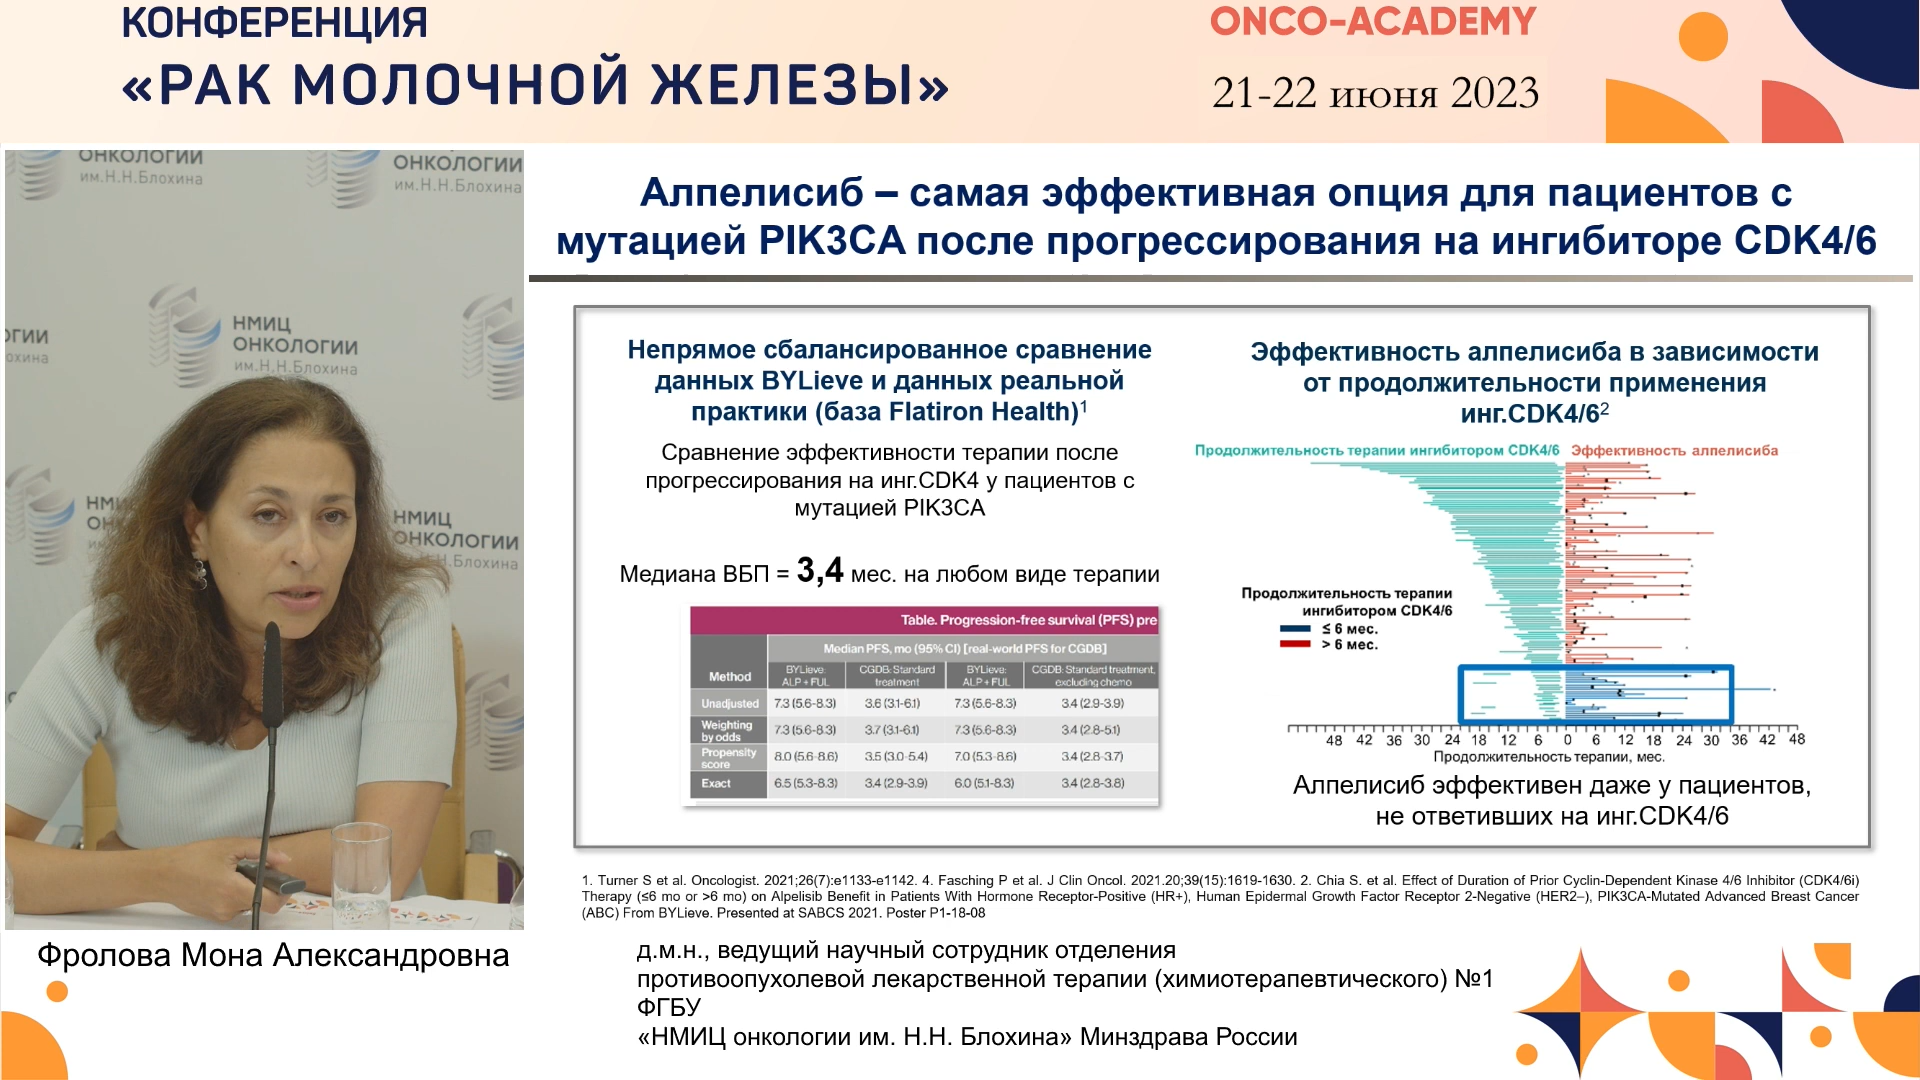 КОНФЕРЕНЦИЯ
«РАК МОЛОЧНОЙ ЖЕЛЕЗЫ»
ONCO-ACADEMY
21-22 июня 2023
ОНКОЛОГИИ
им.Н.Н.Блохина
ОНКОЛОГИИ
им.Н.Н.Блохина
НМИЦ
ОНКОЛОГИИ
им.Н.Н.Блохина
НМИЦ
ОНКОЛОГИИ
Н.Блохина
Алпелисиб – самая эффективная опция для пациентов с
мутацией PIK3CA после прогрессирования на ингибиторе CDK4/6
Непрямое сбалансированное сравнение
данных BYLieve и данных реальной
практики (база Flatiron Health)1
Сравнение эффективности терапии после
прогрессирования на инг.CDK4 у пациентов с
мутацией PIK3CA
Медиана ВБП = 3,4 мес. на любом виде терапии
Table. Progression-free survival (PFS) pre
Median PFS, mo (95% CI) [real-world PFS for CGDB]
Method
BYLieve: ALP + FUL
CGDB: Standard treatment
BYLieve: ALP + FUL
CGDB: Standard treatment, excluding chemo
Unadjusted 7.3 (5.6-8.3) 3.6 (3.1-6.1) 7.3 (5.6-8.3) 3.4 (2.9-3.9)
Weighting by odds 7.3 (5.6-8.3) 3.7 (3.1-6.1) 7.3 (5.6-8.3) 3.4 (2.8-5.1)
Propensity score 8.0 (5.6-8.6) 3.5 (3.0-5.4) 7.0 (5.3-8.6) 3.4 (2.8-3.7)
Exact 6.5 (5.3-8.3) 3.4 (2.9-3.9) 6.0 (5.1-8.3) 3.4 (2.8-3.8)
Эффективность алпелисиба в зависимости
от продолжительности применения
инг.CDK4/62
Продолжительность терапии ингибитором CDK4/6 Эффективность алпелисиба
Продолжительность терапии
ингибитором CDK4/6
≤ 6 мес.
> 6 мес.
48 42 36 30 24 18 12 6 0 6 12 18 24 30 36 42 48
Продолжительность терапии, мес.
Алпелисиб эффективен даже у пациентов,
не ответивших на инг.CDK4/6
1. Turner S et al. Oncologist. 2021;26(7):e1133-e1142. 4. Fasching P et al. J Clin Oncol. 2021.20;39(15):1619-1630. 2. Chia S. et al. Effect of Duration of Prior Cyclin-Dependent Kinase 4/6 Inhibitor (CDK4/6i)
Therapy (≤6 mo or >6 mo) on Alpelisib Benefit in Patients With Hormone Receptor-Positive (HR+), Human Epidermal Growth Factor Receptor 2-Negative (HER2–), PIK3CA-Mutated Advanced Breast Cancer
(ABC) From BYLieve. Presented at SABCS 2021. Poster P1-18-08
Фролова Мона Александровна
д.м.н., ведущий научный сотрудник отделения
противоопухолевой лекарственной терапии (химиотерапевтического) №1
ФГБУ
«НМИЦ онкологии им. Н.Н. Блохина» Минздрава России